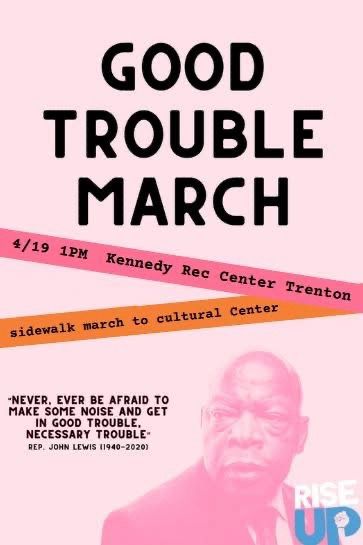 GOOD
TROUBLE
MARCH
4/19 1PM Kennedy Rec Center Trenton
sidewalk march to cultural Center
"NEVER, EVER BE AFRAID TO
MAKE SOME NOISE AND GET
IN GOOD TROUBLE,
NECESSARY TROUBLE"
REP. JOHN LEWIS (1940-2020)
RISE
UP